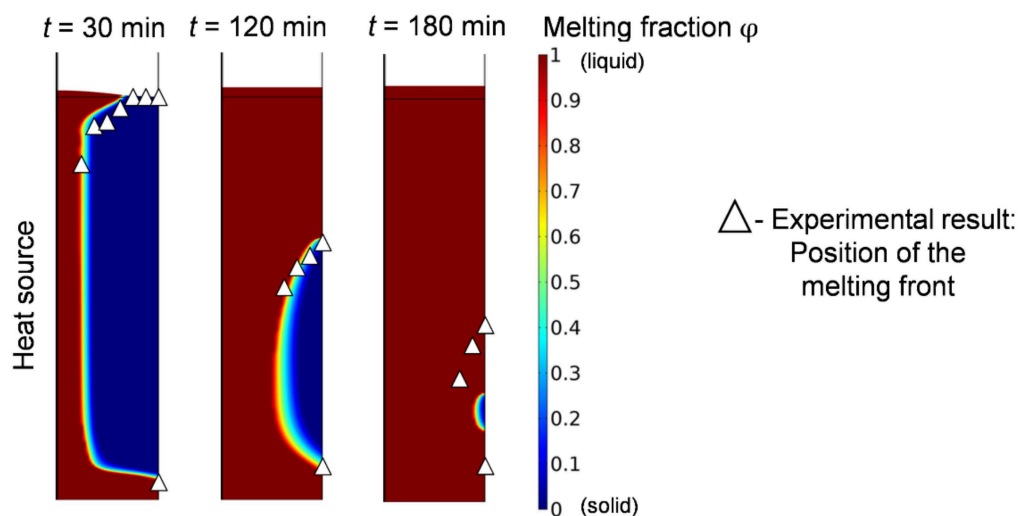 t = 30 min
t = 120 min
t = 180 min
Melting fraction φ
1
(liquid)
0.9
0.8
0.7
0.6
0.5
0.4
0.3
0.2
0.1
0
(solid)
Heat source
△ - Experimental result:
Position of the
melting front